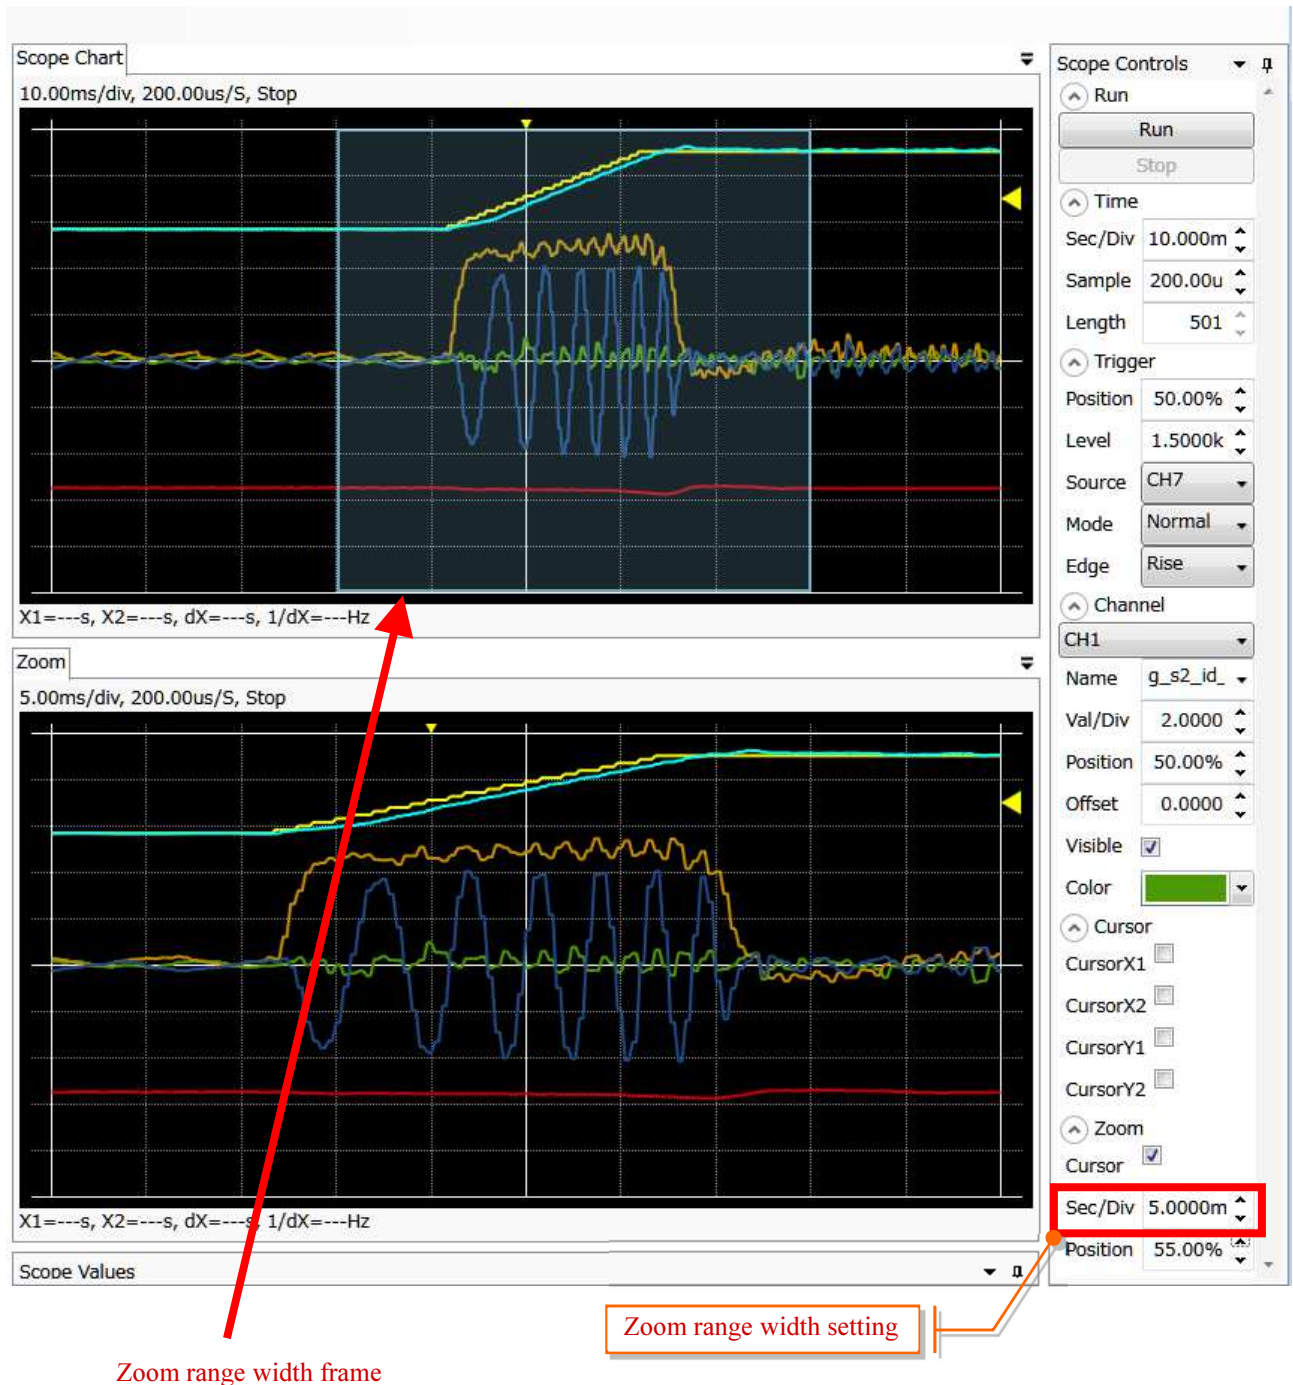 Scope Chart
10.00ms/div, 200.00us/S, Stop
X1=---s, X2=---s, dX=---s, 1/dX=---Hz
Zoom
5.00ms/div, 200.00us/S, Stop
X1=---s, X2=---s, dX=---s, 1/dX=---Hz
Scope Values
Scope Controls
Run
Run
Stop
Time
Sec/Div 10.000m
Sample 200.00u
Length 501
Trigger
Position 50.00%
Level 1.5000k
Source CH7
Mode Normal
Edge Rise
Channel
CH1
Name g_s2_id_
Val/Div 2.0000
Position 50.00%
Offset 0.0000
Visible
Color
Cursor
CursorX1
CursorX2
CursorY1
CursorY2
Zoom
Cursor
Sec/Div 5.0000m
Position 55.00%
Zoom range width setting
Zoom range width frame